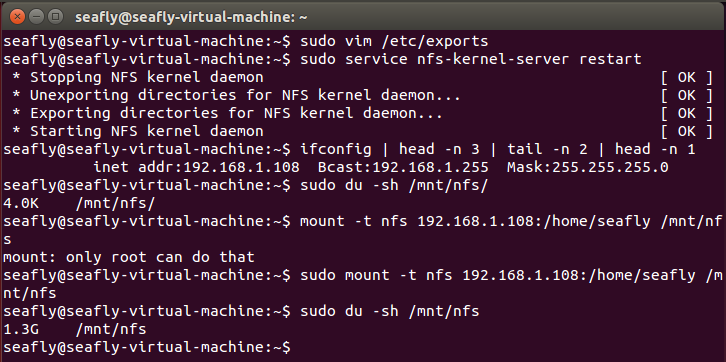 seafly@seafly-virtual-machine: ~
seafly@seafly-virtual-machine:~$ sudo vim /etc/exports
seafly@seafly-virtual-machine:~$ sudo service nfs-kernel-server restart
 * Stopping NFS kernel daemon                                            [ OK ]
 * Unexporting directories for NFS kernel daemon...                      [ OK ]
 * Exporting directories for NFS kernel daemon...                        [ OK ]
 * Starting NFS kernel daemon                                            [ OK ]
seafly@seafly-virtual-machine:~$ ifconfig | head -n 3 | tail -n 2 | head -n 1
          inet addr:192.168.1.108  Bcast:192.168.1.255  Mask:255.255.255.0
seafly@seafly-virtual-machine:~$ sudo du -sh /mnt/nfs/
4.0K    /mnt/nfs/
seafly@seafly-virtual-machine:~$ mount -t nfs 192.168.1.108:/home/seafly /mnt/nf
s
mount: only root can do that
seafly@seafly-virtual-machine:~$ sudo mount -t nfs 192.168.1.108:/home/seafly /m
nt/nfs
seafly@seafly-virtual-machine:~$ sudo du -sh /mnt/nfs
1.3G    /mnt/nfs
seafly@seafly-virtual-machine:~$